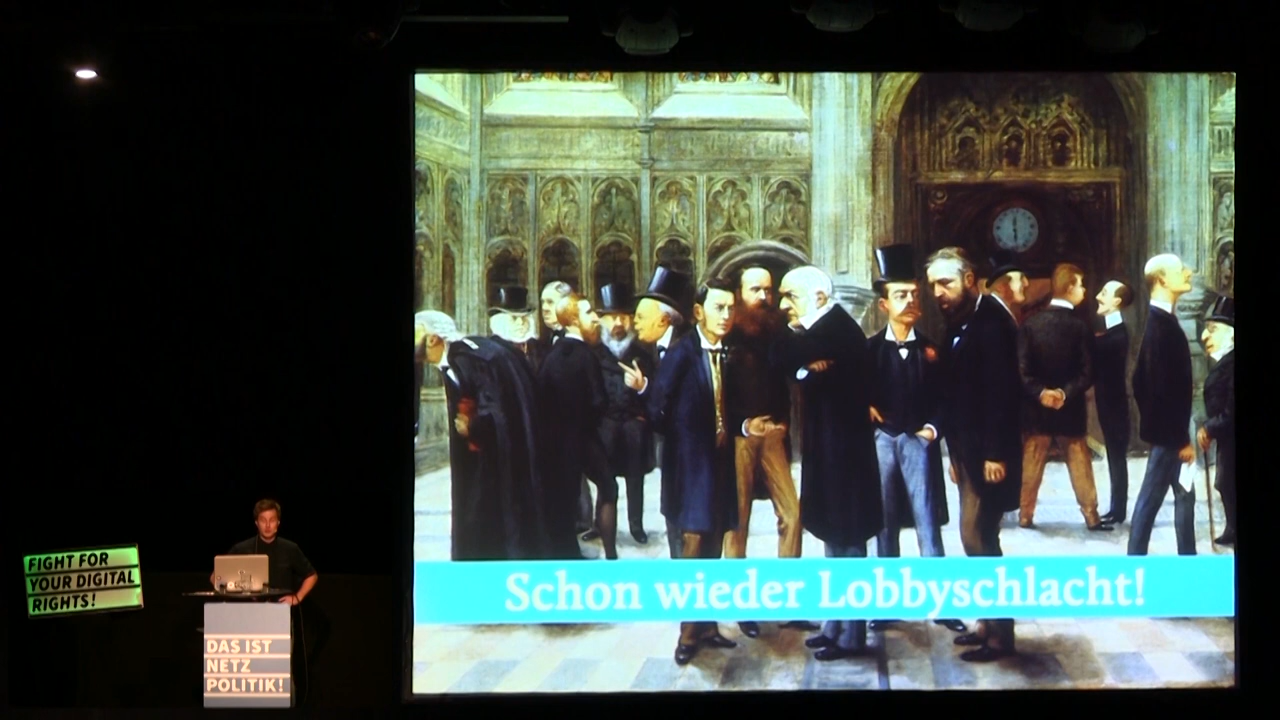 Schon wieder Lobbyschlacht!
FIGHT FOR
YOUR DIGITAL
RIGHTS!
DAS IST
NETZ
POLITIK!